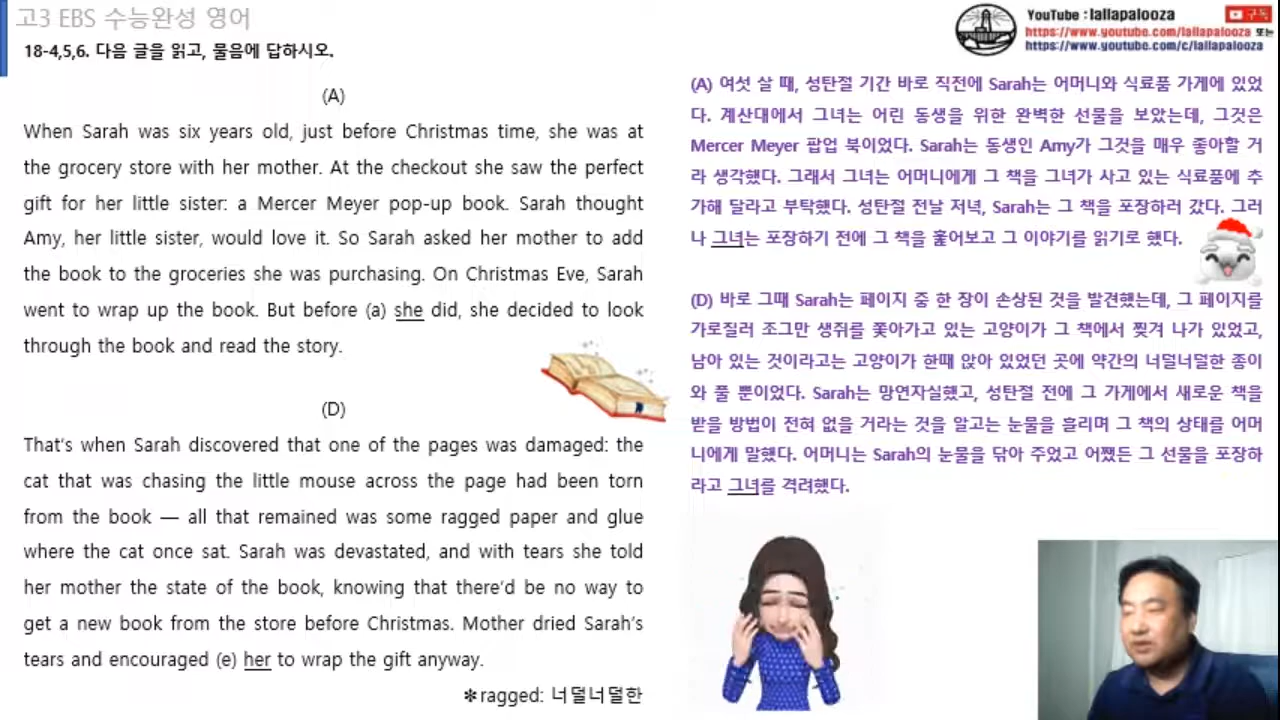 고3 EBS 수능완성 영어
18-4,5,6. 다음 글을 읽고, 물음에 답하시오.
(A)
When Sarah was six years old, just before Christmas time, she was at
the grocery store with her mother. At the checkout she saw the perfect
gift for her little sister: a Mercer Meyer pop-up book. Sarah thought
Amy, her little sister, would love it. So Sarah asked her mother to add
the book to the groceries she was purchasing. On Christmas Eve, Sarah
went to wrap up the book. But before (a) she did, she decided to look
through the book and read the story.
(D)
That's when Sarah discovered that one of the pages was damaged: the
cat that was chasing the little mouse across the page had been torn
from the book — all that remained was some ragged paper and glue
where the cat once sat. Sarah was devastated, and with tears she told
her mother the state of the book, knowing that there'd be no way to
get a new book from the store before Christmas. Mother dried Sarah's
tears and encouraged (e) her to wrap the gift anyway.
*ragged: 너덜너덜한
YouTube : lallapalooza
구독
https://www.youtube.com/lallapalooza 또는
https://www.youtube.com/c/lallapalooza
(A) 여섯 살 때, 성탄절 기간 바로 직전에 Sarah는 어머니와 식료품 가게에 있었
다. 계산대에서 그녀는 어린 동생을 위한 완벽한 선물을 보았는데, 그것은
Mercer Meyer 팝업 북이었다. Sarah는 동생인 Amy가 그것을 매우 좋아할 거
라 생각했다. 그래서 그녀는 어머니에게 그 책을 그녀가 사고 있는 식료품에 추
가해 달라고 부탁했다. 성탄절 전날 저녁, Sarah는 그 책을 포장하러 갔다. 그러
나 그녀는 포장하기 전에 그 책을 훑어보고 그 이야기를 읽기로 했다.
(D) 바로 그때 Sarah는 페이지 중 한 장이 손상된 것을 발견했는데, 그 페이지를
가로질러 조그만 생쥐를 쫓아가고 있는 고양이가 그 책에서 찢겨 나가 있었고,
남아 있는 것이라고는 고양이가 한때 앉아 있었던 곳에 약간의 너덜너덜한 종이
와 풀 뿐이었다. Sarah는 망연자실했고, 성탄절 전에 그 가게에서 새로운 책을
받을 방법이 전혀 없을 거라는 것을 알고는 눈물을 흘리며 그 책의 상태를 어머
니에게 말했다. 어머니는 Sarah의 눈물을 닦아 주었고 어쨌든 그 선물을 포장하
라고 그녀를 격려했다.